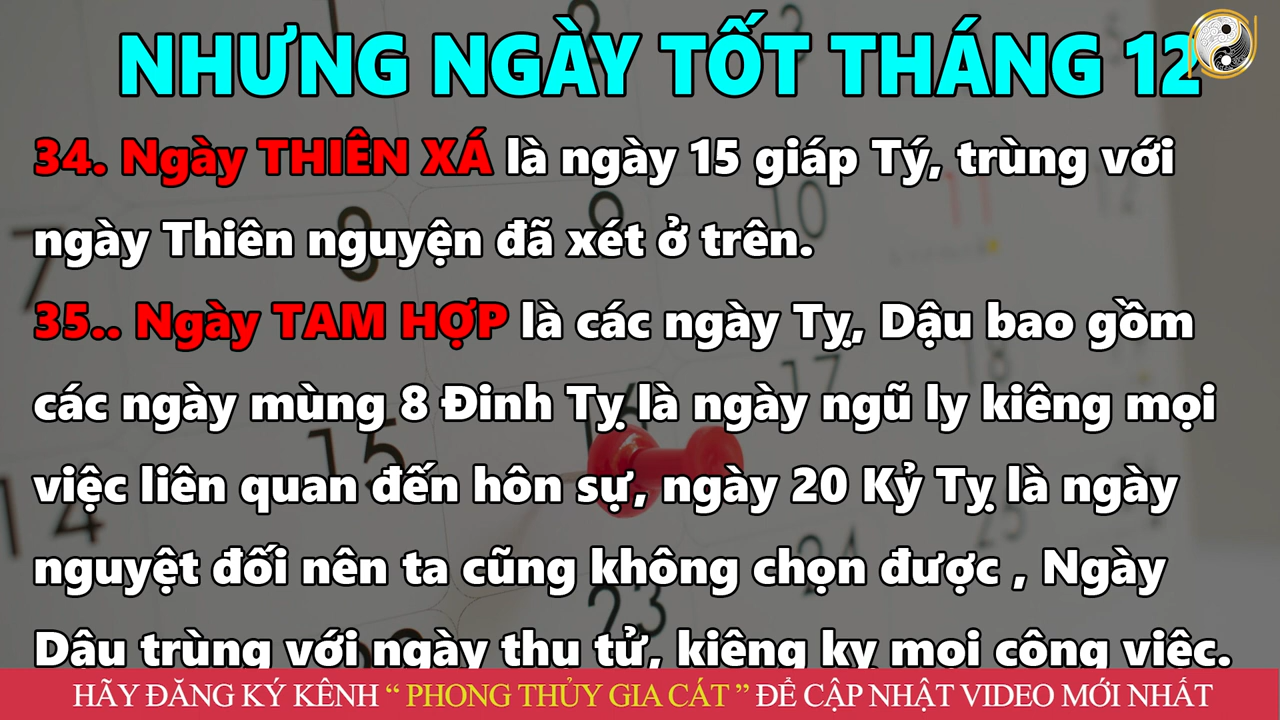 NHƯNG NGÀY TỐT THÁNG 12
34. Ngày THIÊN XÁ là ngày 15 giáp Tý, trùng với
ngày Thiên nguyện đã xét ở trên.
35.. Ngày TAM HỢP là các ngày Tỵ, Dậu bao gồm
các ngày mùng 8 Đinh Tỵ là ngày ngũ ly kiêng mọi
việc liên quan đến hôn sự, ngày 20 Kỷ Tỵ là ngày
nguyệt đối nên ta cũng không chọn được , Ngày
Dậu trùng với ngày thụ tử, kiêng kỵ mọi công việc.
HÃY ĐĂNG KÝ KÊNH “ PHONG THỦY GIA CÁT ” ĐỂ CẬP NHẬT VIDEO MỚI NHẤT